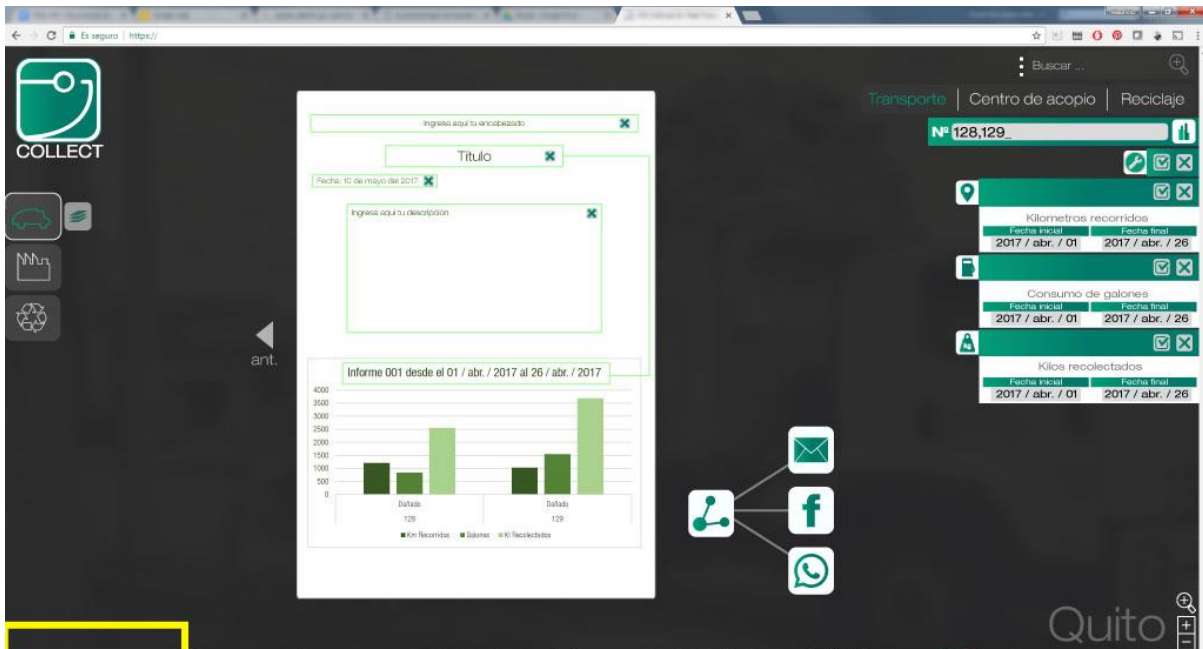 Es seguro | https://
Buscar ...
COLLECT
Transporte | Centro de acopio | Reciclaje
Nº 128,129_
Ingresa aquí tu encabezado
Título
Fecha: 10 de mayo del 2017
Ingresa aquí tu descripción
Kilometros recorridos
Fecha inicial Fecha final
2017 / abr. / 01 2017 / abr. / 26
Consumo de galones
Fecha inicial Fecha final
2017 / abr. / 01 2017 / abr. / 26
Kilos recolectados
Fecha inicial Fecha final
2017 / abr. / 01 2017 / abr. / 26
ant.
Informe 001 desde el 01 / abr. / 2017 al 26 / abr. / 2017
4000
3500
3000
2500
2000
1500
1000
500
0
Dañado Dañado
128 129
Km Recorridos Galones Kl Recolectados
f
Quito